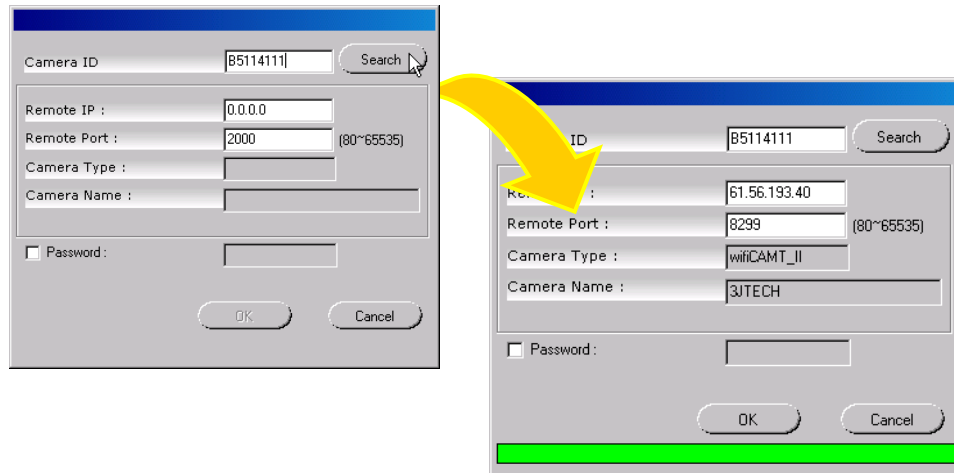 Camera ID B5114111 Search
Remote IP : 0.0.0.0
Remote Port : 2000 (80~65535)
Camera Type :
Camera Name :
Password :
OK Cancel
ID B5114111 Search
: 61.56.193.40
Remote Port : 8299 (80~65535)
Camera Type : wifiCAMT_II
Camera Name : 3JTECH
Password :
OK Cancel